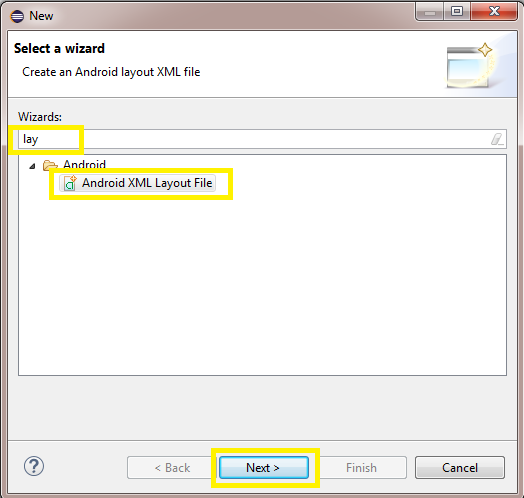 New
Select a wizard
Create an Android layout XML file
Wizards:
lay
Android
Android XML Layout File
?
< Back
Next >
Finish
Cancel